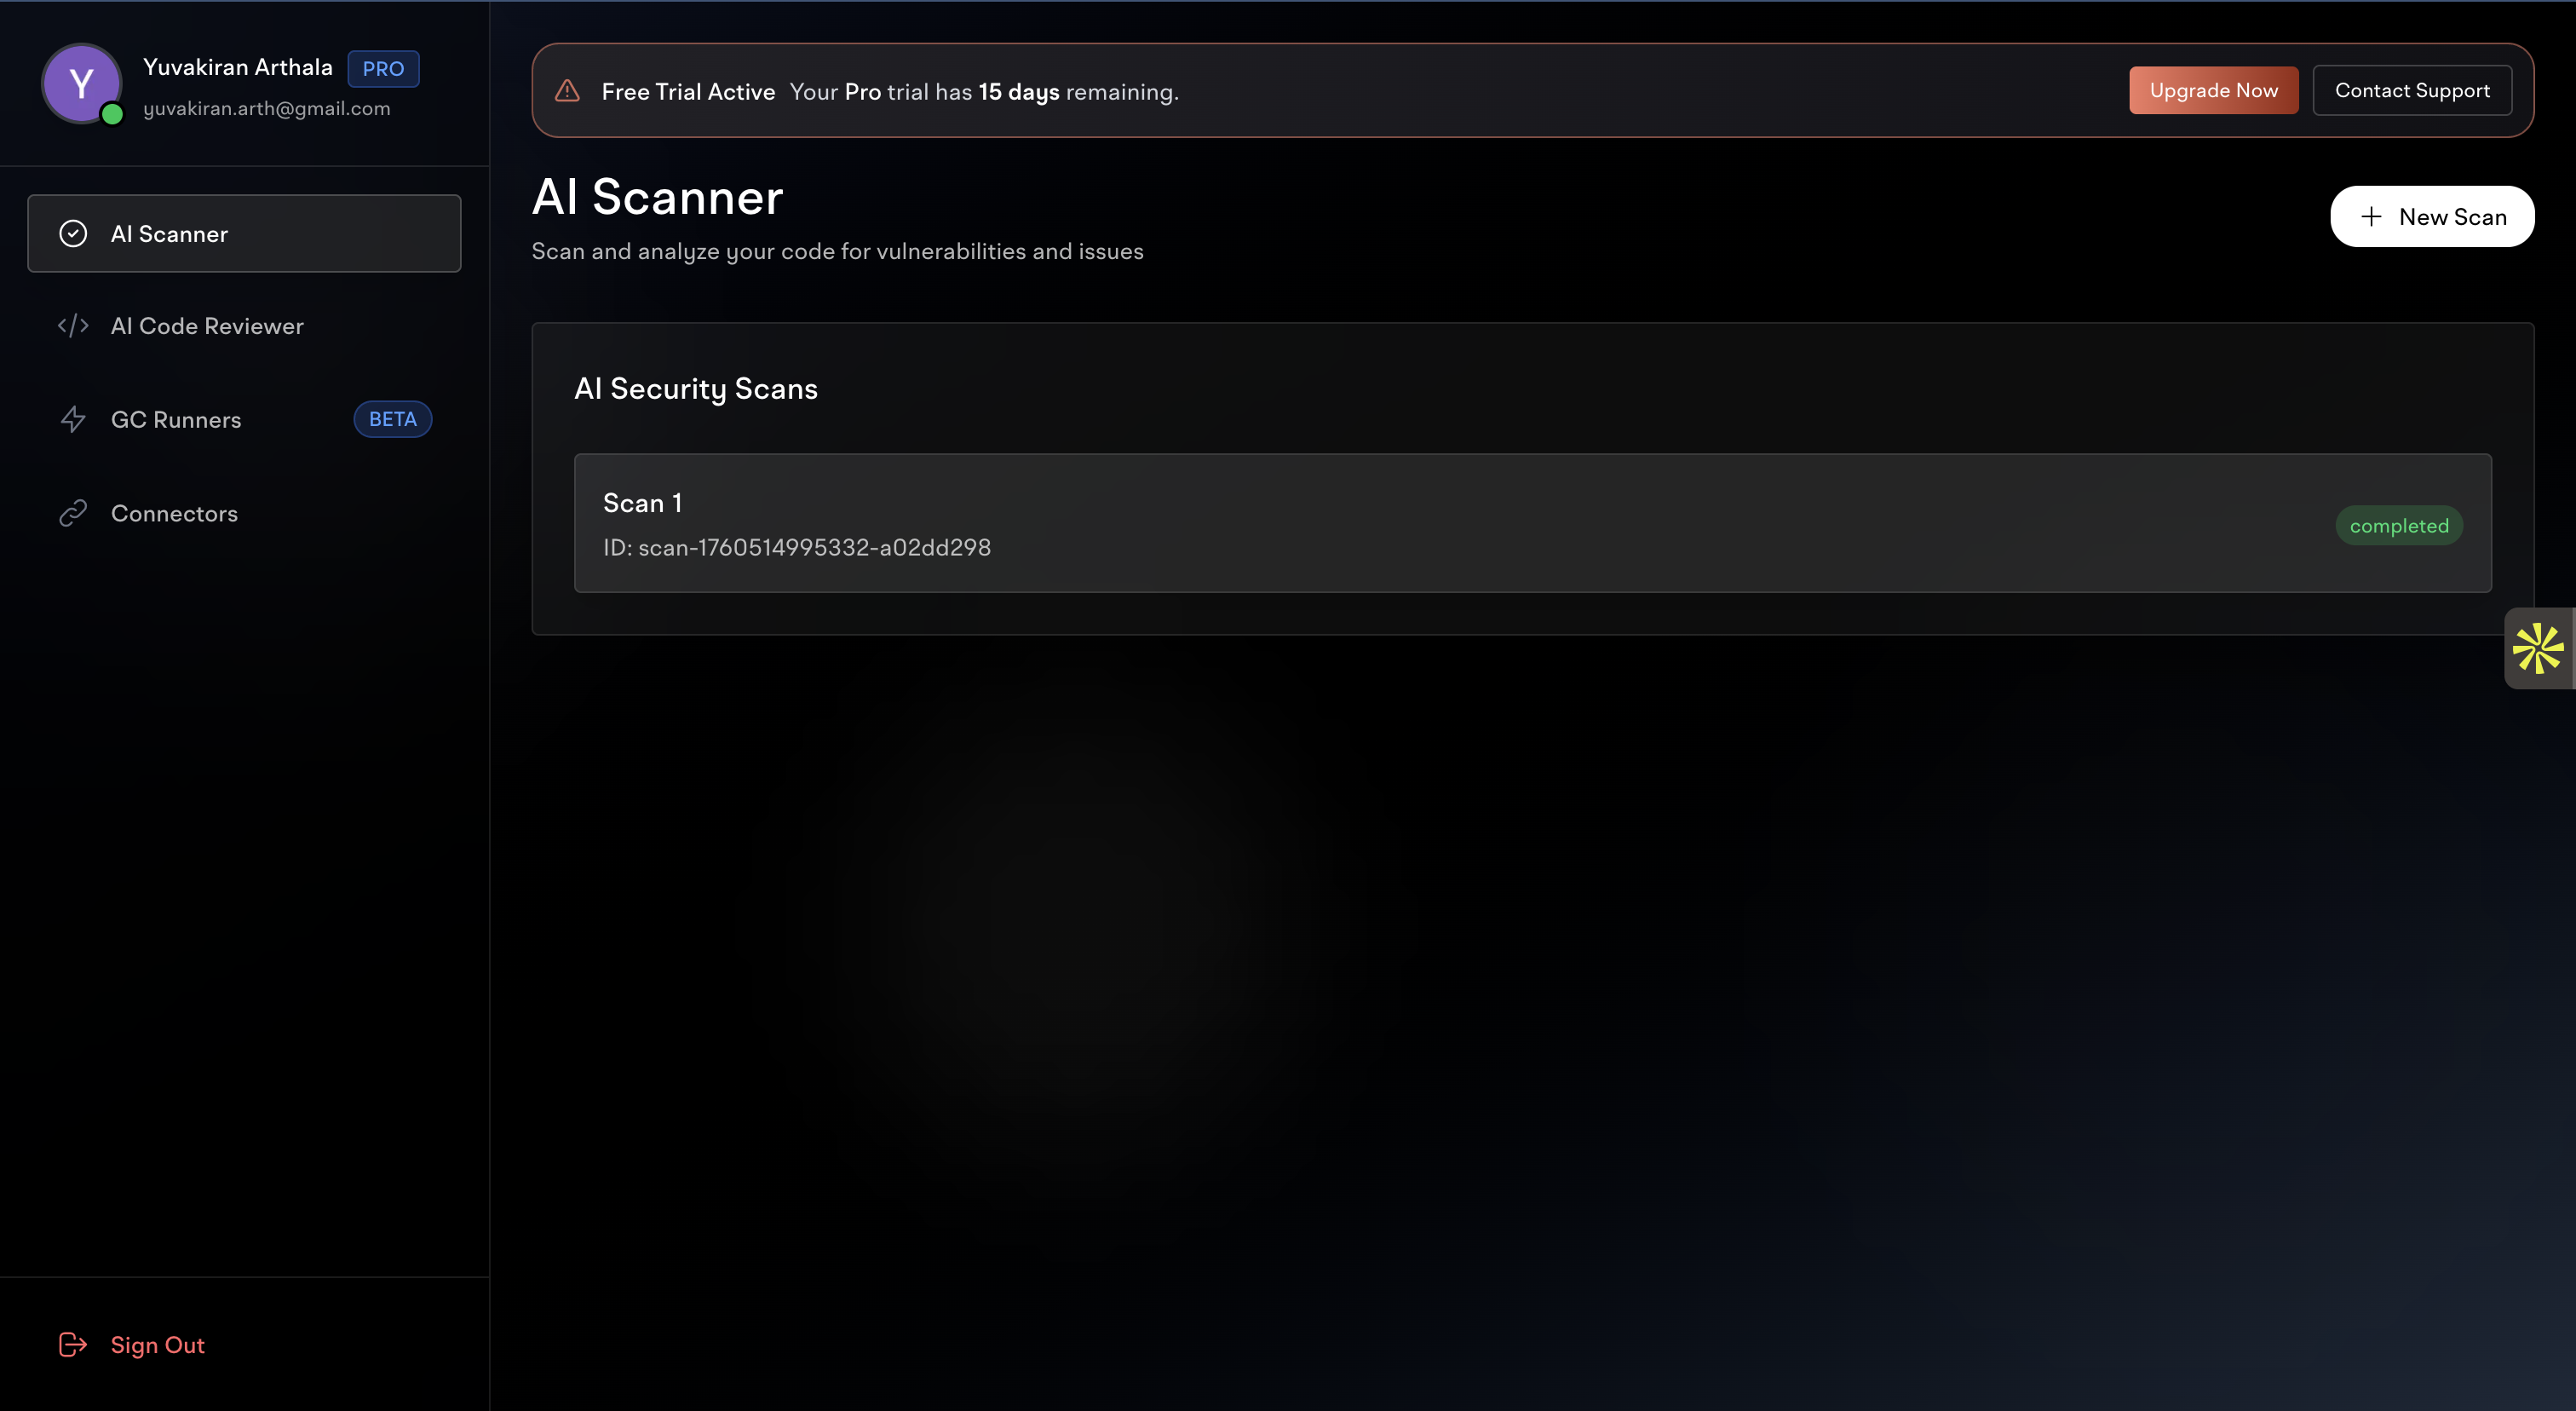 Y
Yuvakiran Arthala PRO
yuvakiran.arth@gmail.com
AI Scanner
AI Code Reviewer
GC Runners BETA
Connectors
Sign Out
Free Trial Active Your Pro trial has 15 days remaining.
Upgrade Now
Contact Support
AI Scanner
Scan and analyze your code for vulnerabilities and issues
New Scan
AI Security Scans
Scan 1
ID: scan-1760514995332-a02dd298
completed